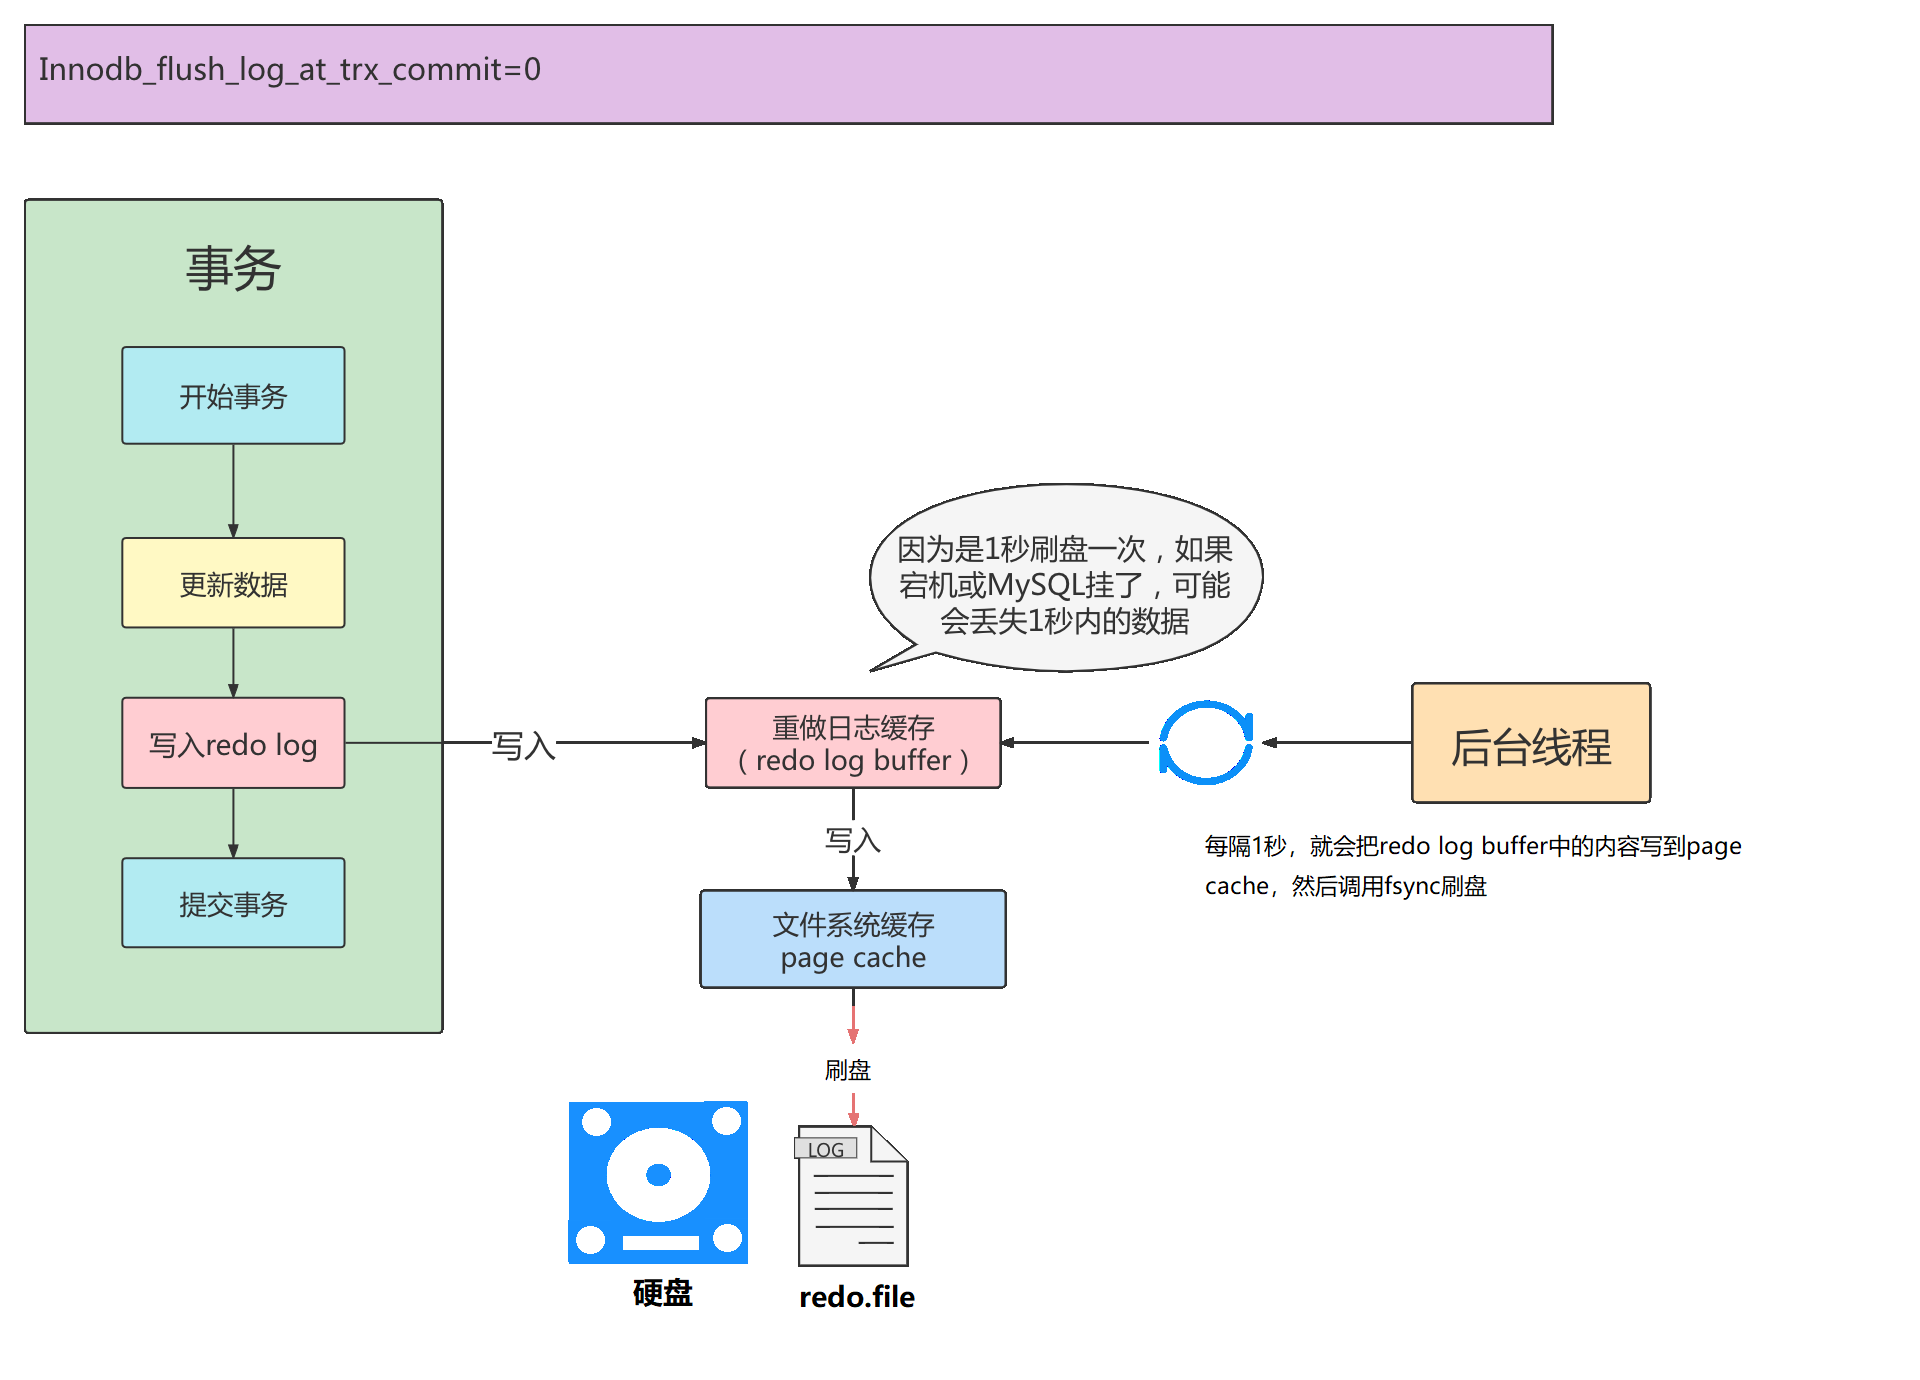 Innodb_flush_log_at_trx_commit=0
事务
开始事务
更新数据
写入redo log
提交事务
写入
因为是1秒刷盘一次，如果
宕机或MySQL挂了，可能
会丢失1秒内的数据
重做日志缓存
（redo log buffer）
后台线程
每隔1秒，就会把redo log buffer中的内容写到page
cache，然后调用fsync刷盘
写入
文件系统缓存
page cache
刷盘
LOG
硬盘
redo.file